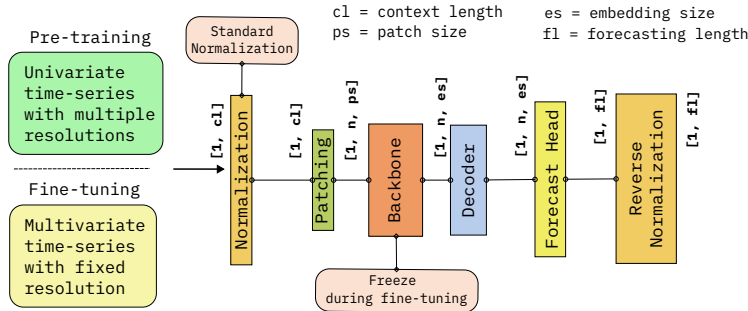 Pre-training
Univariate
time-series
with multiple
resolutions
Fine-tuning
Multivariate
time-series
with fixed
resolution
Standard
Normalization
cl = context length
ps = patch size
es = embedding size
fl = forecasting length
[1, cl]
Normalization
[1, cl]
Patching
[1, n, ps]
Backbone
[1, n, es]
Decoder
[1, n, es]
Forecast Head
[1, fl]
Reverse
Normalization
[1, fl]
Freeze
during fine-tuning